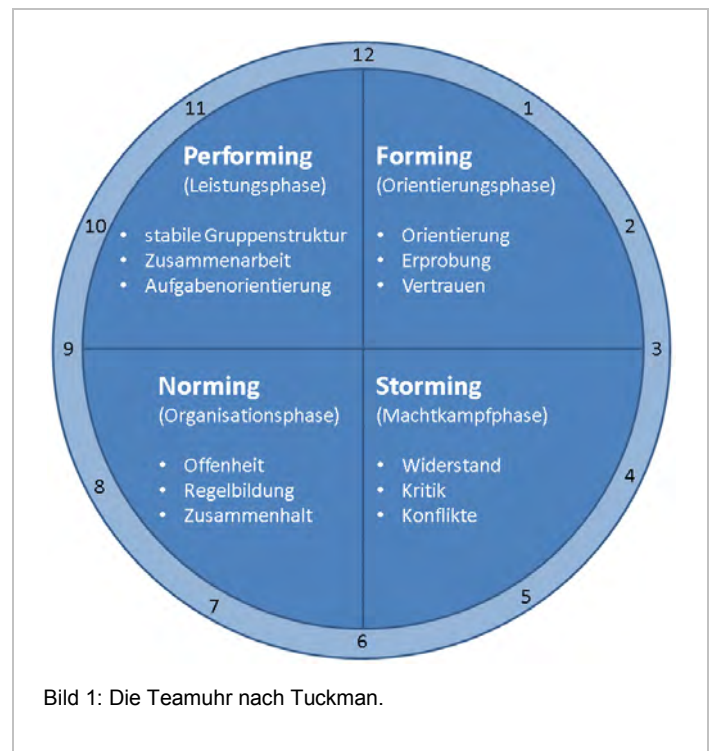 12
11
1
Performing
(Leistungsphase)
Forming
(Orientierungsphase)
10
2
• stabile Gruppenstruktur
• Zusammenarbeit
• Aufgabenorientierung
• Orientierung
• Erprobung
• Vertrauen
9
3
Norming
(Organisationsphase)
Storming
(Machtkampfphase)
8
4
• Offenheit
• Regelbildung
• Zusammenhalt
• Widerstand
• Kritik
• Konflikte
7
5
6
Bild 1: Die Teamuhr nach Tuckman.